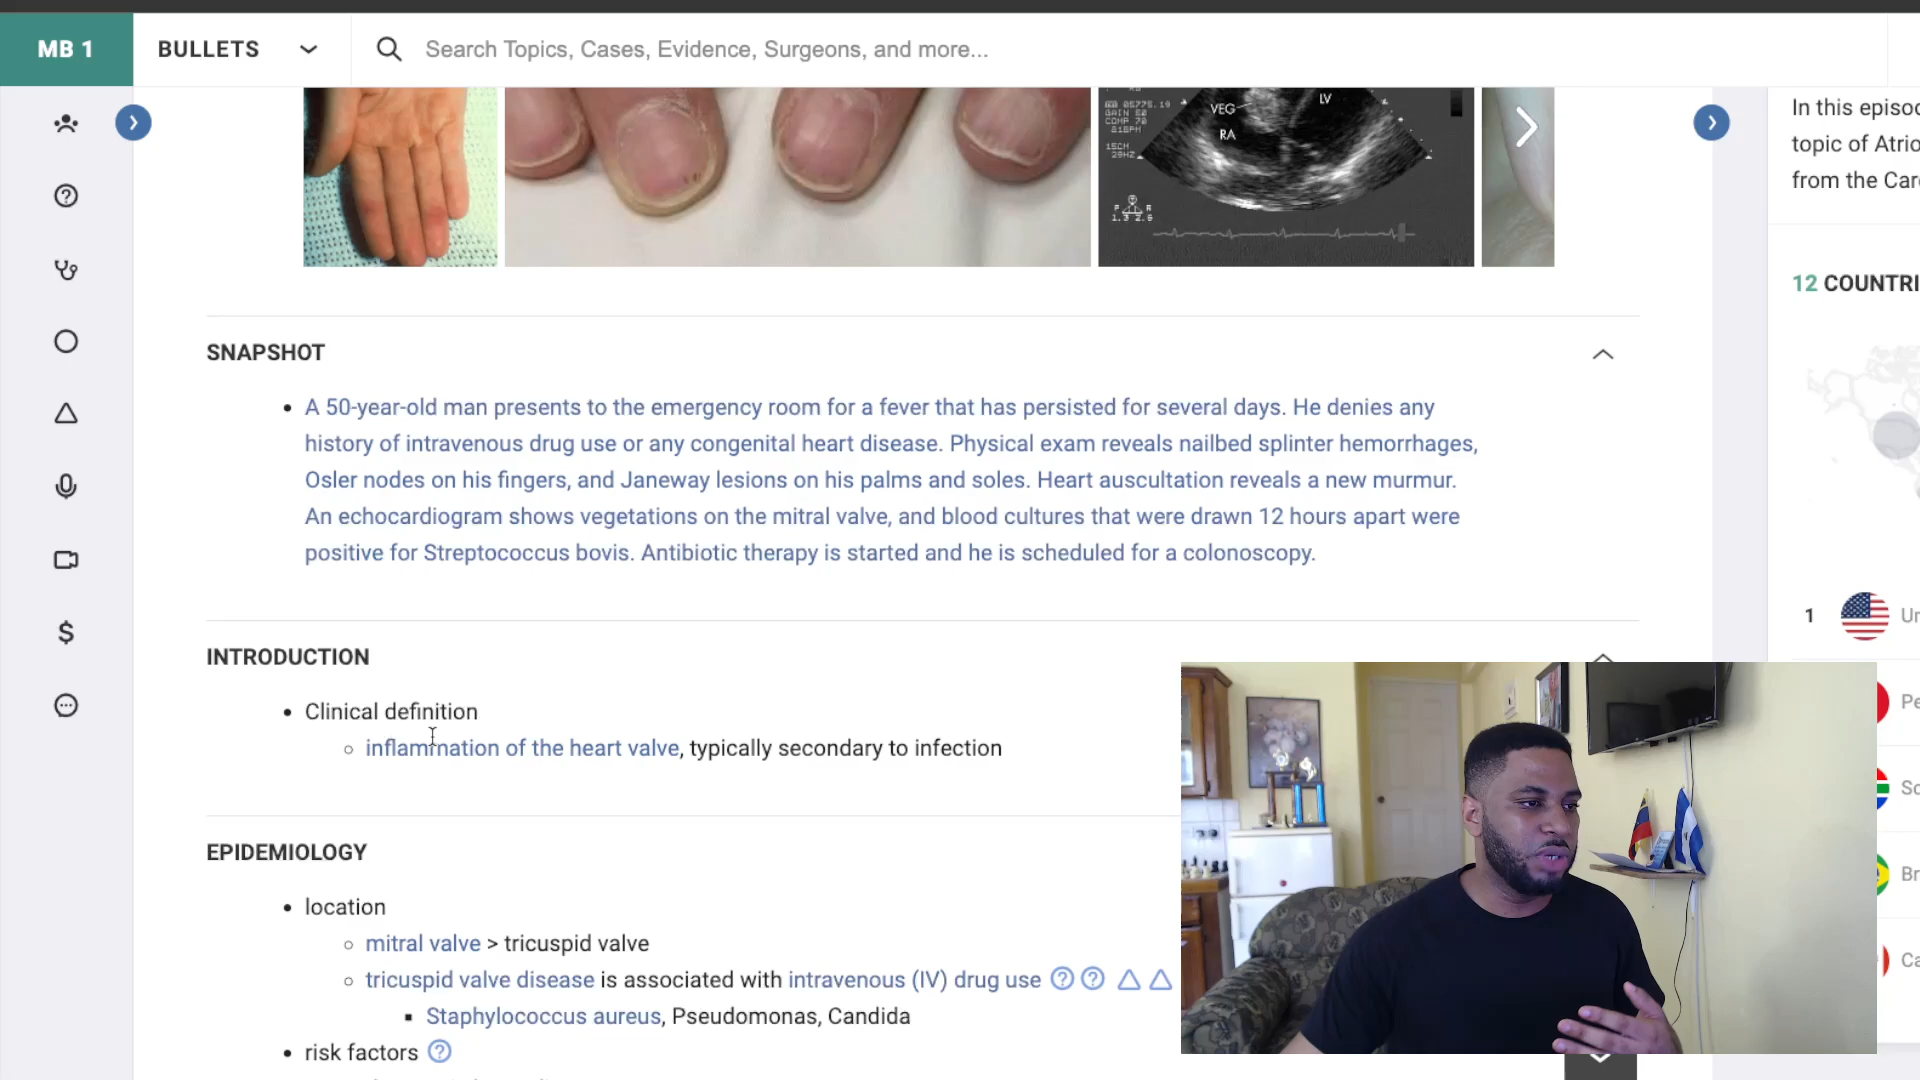 MB 1
BULLETS
Search Topics, Cases, Evidence, Surgeons, and more...
VEG
LV
RA
In this episod
topic of Atrio
from the Car
12 COUNTRI
SNAPSHOT
A 50-year-old man presents to the emergency room for a fever that has persisted for several days. He denies any
history of intravenous drug use or any congenital heart disease. Physical exam reveals nailbed splinter hemorrhages,
Osler nodes on his fingers, and Janeway lesions on his palms and soles. Heart auscultation reveals a new murmur.
An echocardiogram shows vegetations on the mitral valve, and blood cultures that were drawn 12 hours apart were
positive for Streptococcus bovis. Antibiotic therapy is started and he is scheduled for a colonoscopy.
INTRODUCTION
Clinical definition
inflammation of the heart valve, typically secondary to infection
EPIDEMIOLOGY
location
mitral valve > tricuspid valve
tricuspid valve disease is associated with intravenous (IV) drug use
Staphylococcus aureus, Pseudomonas, Candida
risk factors
1
Un
Pe
So
Br
Ca